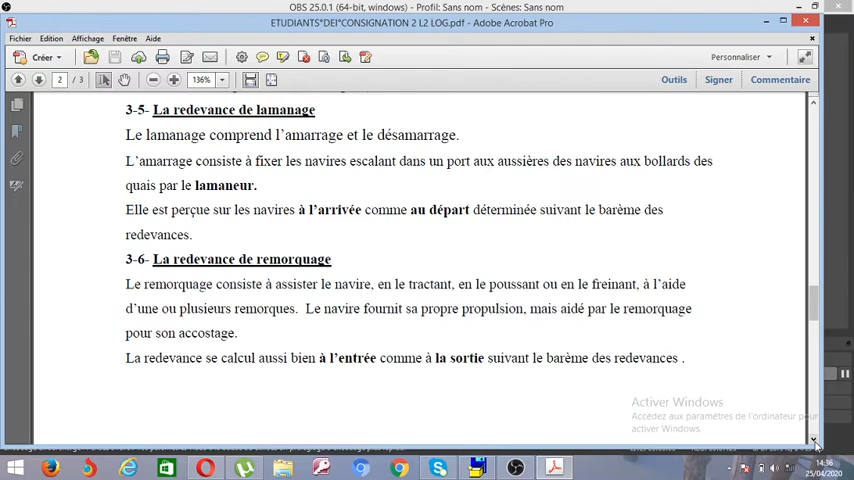 OBS 25.0.1 (64-bit, windows) - Profil: Sans nom - Scènes: Sans nom
ETUDIANTS°DEI°CONSIGNATION 2 L2 LOG.pdf - Adobe Acrobat Pro
Fichier Edition Affichage Fenêtre Aide
Créer Personnaliser
2 / 3 136% Outils Signer Commentaire
3-5- La redevance de lamanage
Le lamanage comprend l’amarrage et le désamarrage.
L’amarrage consiste à fixer les navires escalant dans un port aux aussières des navires aux bollards des
quais par le lamaneur.
Elle est perçue sur les navires à l’arrivée comme au départ déterminée suivant le barème des
redevances.
3-6- La redevance de remorquage
Le remorquage consiste à assister le navire, en le tractant, en le poussant ou en le freinant, à l’aide
d’une ou plusieurs remorques. Le navire fournit sa propre propulsion, mais aidé par le remorquage
pour son accostage.
La redevance se calcul aussi bien à l’entrée comme à la sortie suivant le barème des redevances .
Activer Windows
Accédez aux paramètres de l'ordinateur pour
activer Windows.
14:36
25/04/2020